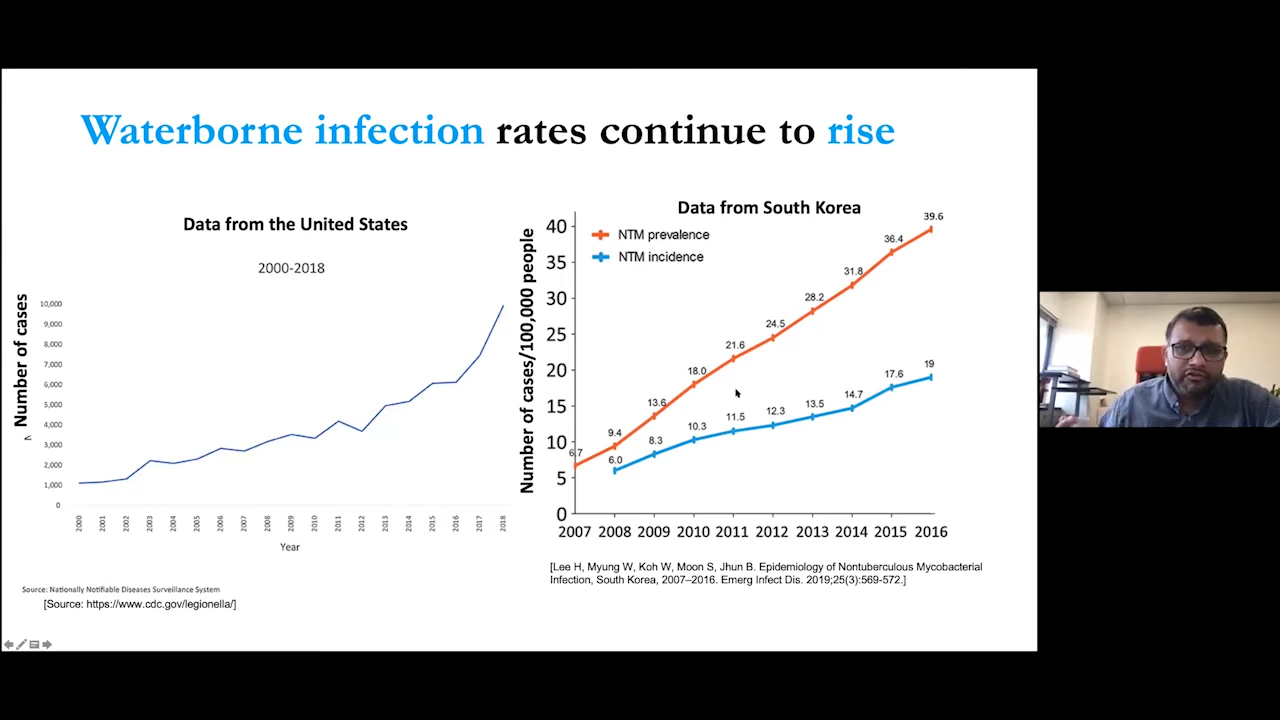 Waterborne infection rates continue to rise
Data from the United States
2000-2018
Number of cases
10,000
9,000
8,000
7,000
6,000
5,000
4,000
3,000
2,000
1,000
0
2000 2001 2002 2003 2004 2005 2006 2007 2008 2009 2010 2011 2012 2013 2014 2015 2016 2017 2018
Year
Source: Nationally Notifiable Diseases Surveillance System
[Source: https://www.cdc.gov/legionella/]
Data from South Korea
NTM prevalence
NTM incidence
Number of cases/100,000 people
40
35
30
25
20
15
10
5
0
6.7 9.4 13.6 18.0 21.6 24.5 28.2 31.8 36.4 39.6
6.0 8.3 10.3 11.5 12.3 13.5 14.7 17.6 19
2007 2008 2009 2010 2011 2012 2013 2014 2015 2016
[Lee H, Myung W, Koh W, Moon S, Jhun B. Epidemiology of Nontuberculous Mycobacterial
Infection, South Korea, 2007–2016. Emerg Infect Dis. 2019;25(3):569-572.]